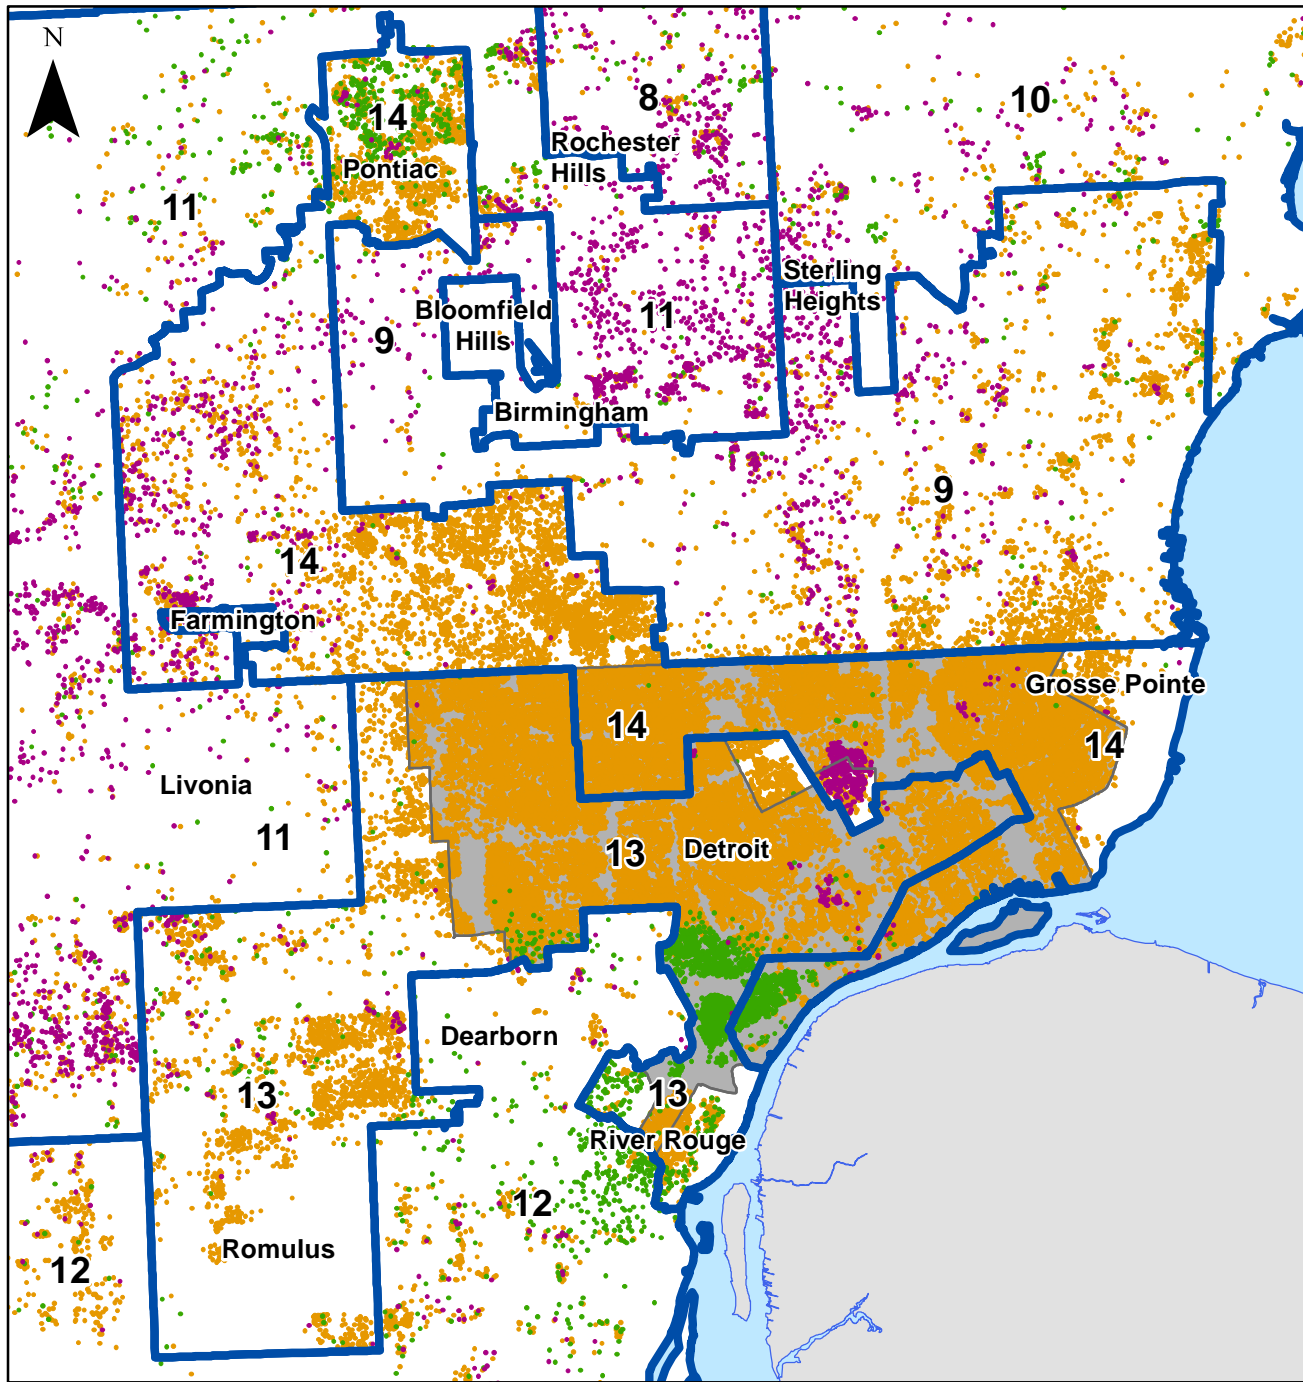 N
8
10
14
Rochester
Hills
Pontiac
11
Sterling
Heights
Bloomfield
Hills
11
9
Birmingham
9
14
Farmington
Grosse Pointe
14
14
Livonia
11
13
Detroit
Dearborn
13
13
River Rouge
12
Romulus
12